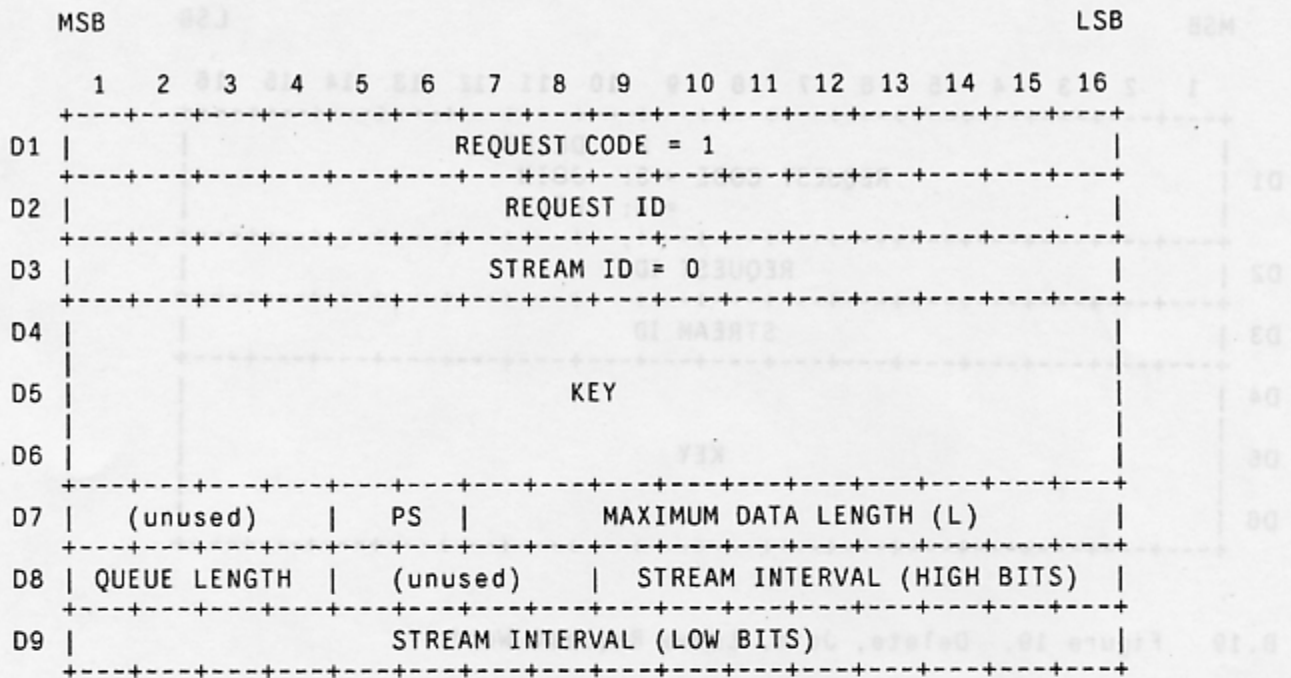 MSB LSB
1 2 3 4 5 6 7 8 9 10 11 12 13 14 15 16
D1 | REQUEST CODE = 1 |
D2 | REQUEST ID |
D3 | STREAM ID = 0 |
D4 | |
D5 | KEY |
D6 | |
D7 | (unused) | PS | MAXIMUM DATA LENGTH (L) |
D8 | QUEUE LENGTH | (unused) | STREAM INTERVAL (HIGH BITS) |
D9 | STREAM INTERVAL (LOW BITS) |